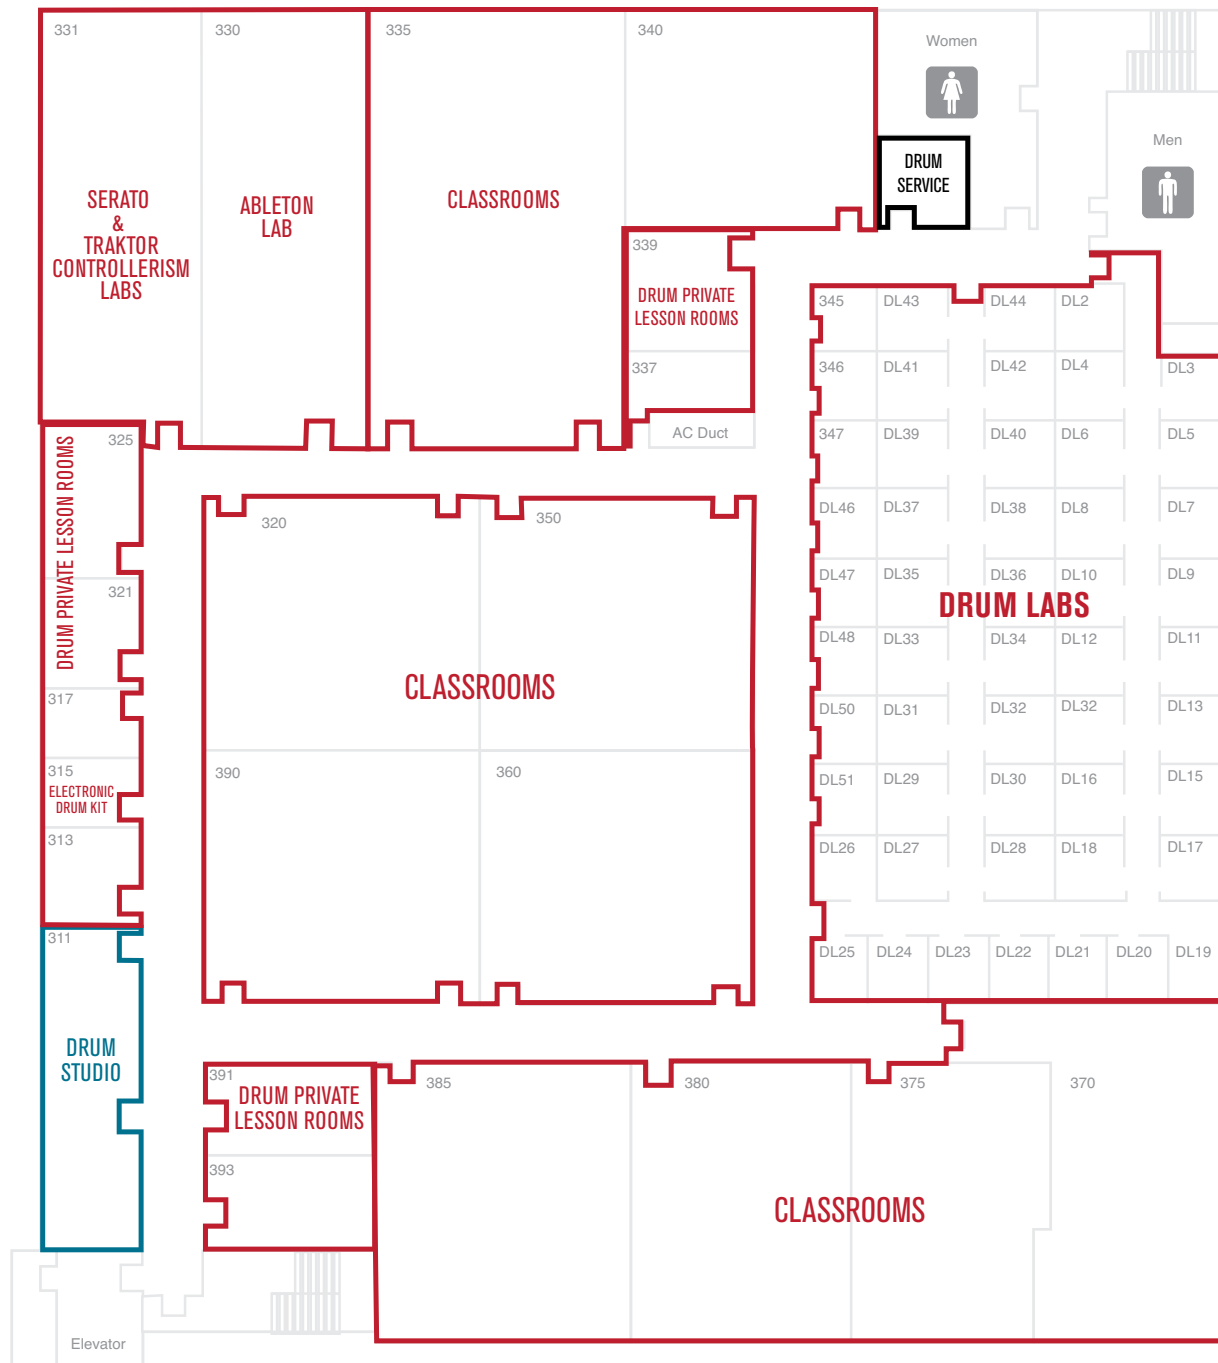 331
330
335
340
Women
Men
DRUM
SERVICE
SERATO
&
TRAKTOR
CONTROLLERISM
LABS
ABLETON
LAB
CLASSROOMS
339
DRUM PRIVATE
LESSON ROOMS
337
AC Duct
345
DL43
DL44
DL2
346
DL41
DL42
DL4
DL3
347
DL39
DL40
DL6
DL5
DL46
DL37
DL38
DL8
DL7
DL47
DL35
DL36
DL10
DL9
DRUM LABS
DL48
DL33
DL34
DL12
DL11
DL50
DL31
DL32
DL32
DL13
DL51
DL29
DL30
DL16
DL15
DL26
DL27
DL28
DL18
DL17
DL25
DL24
DL23
DL22
DL21
DL20
DL19
325
DRUM PRIVATE LESSON ROOMS
321
317
315
ELECTRONIC
DRUM KIT
313
320
350
CLASSROOMS
390
360
311
DRUM
STUDIO
391
DRUM PRIVATE
LESSON ROOMS
393
385
380
375
370
CLASSROOMS
Elevator